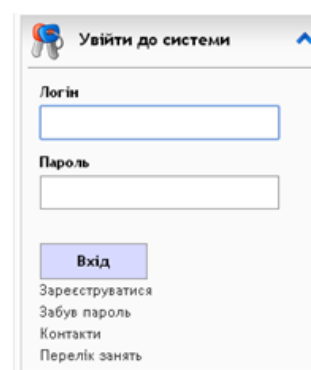 Увійти до системи
Логін
Пароль
Вхід
Зареєструватися
Забув пароль
Контакти
Перелік занять